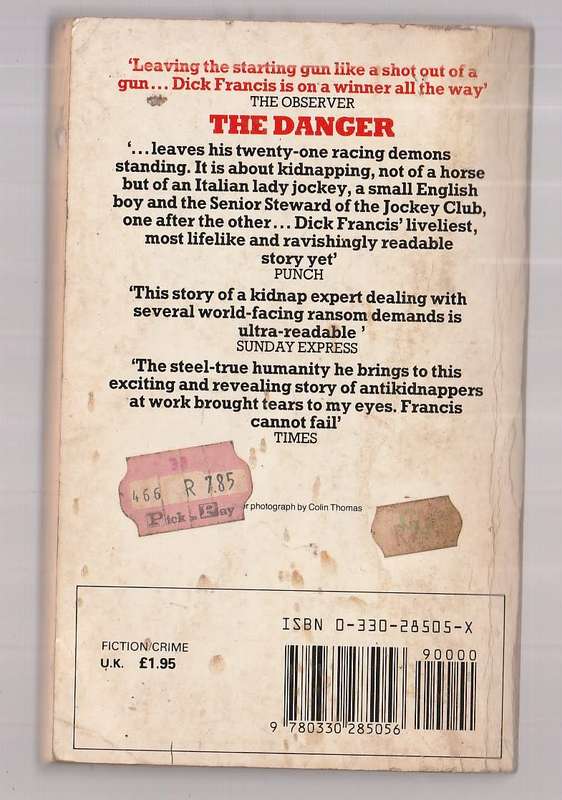 ‘Leaving the starting gun like a shot out of a
gun... Dick Francis is on a winner all the way’
THE OBSERVER
THE DANGER
‘...leaves his twenty-one racing demons
standing. It is about kidnapping, not of a horse
but of an Italian lady jockey, a small English
boy and the Senior Steward of the Jockey Club,
one after the other... Dick Francis’ liveliest,
most lifelike and ravishingly readable
story yet’
PUNCH
‘This story of a kidnap expert dealing with
several world-facing ransom demands is
ultra-readable ’
SUNDAY EXPRESS
‘The steel-true humanity he brings to this
exciting and revealing story of antikidnappers
at work brought tears to my eyes. Francis
cannot fail’
TIMES
33
466 R 7.85
Pick n Pay
photograph by Colin Thomas
ISBN 0-330-28505-X
FICTION/CRIME
U.K. £1.95
90000
9 780330 285056